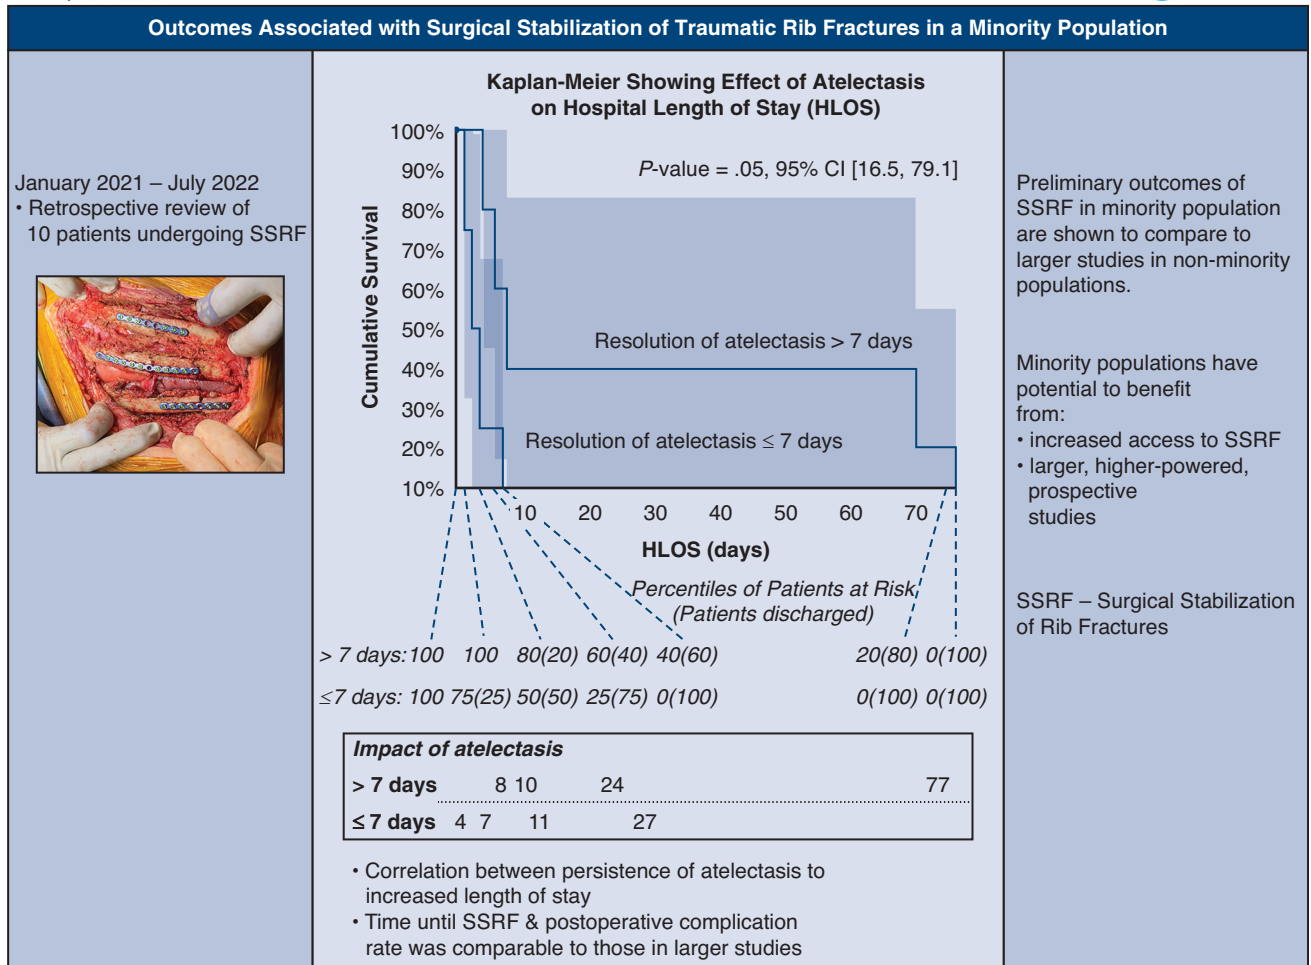 Outcomes Associated with Surgical Stabilization of Traumatic Rib Fractures in a Minority Population
January 2021 – July 2022
• Retrospective review of
10 patients undergoing SSRF
Kaplan-Meier Showing Effect of Atelectasis
on Hospital Length of Stay (HLOS)
100%
90%
80%
70%
60%
50%
40%
30%
20%
10%
Cumulative Survival
P-value = .05, 95% CI [16.5, 79.1]
Resolution of atelectasis > 7 days
Resolution of atelectasis ≤ 7 days
10 20 30 40 50 60 70
HLOS (days)
Percentiles of Patients at Risk
(Patients discharged)
> 7 days: 100 100 80(20) 60(40) 40(60) 20(80) 0(100)
≤7 days: 100 75(25) 50(50) 25(75) 0(100) 0(100) 0(100)
Impact of atelectasis
> 7 days 8 10 24 77
≤ 7 days 4 7 11 27
• Correlation between persistence of atelectasis to
increased length of stay
• Time until SSRF & postoperative complication
rate was comparable to those in larger studies
Preliminary outcomes of
SSRF in minority population
are shown to compare to
larger studies in non-minority
populations.
Minority populations have
potential to benefit
from:
• increased access to SSRF
• larger, higher-powered,
prospective
studies
SSRF – Surgical Stabilization
of Rib Fractures